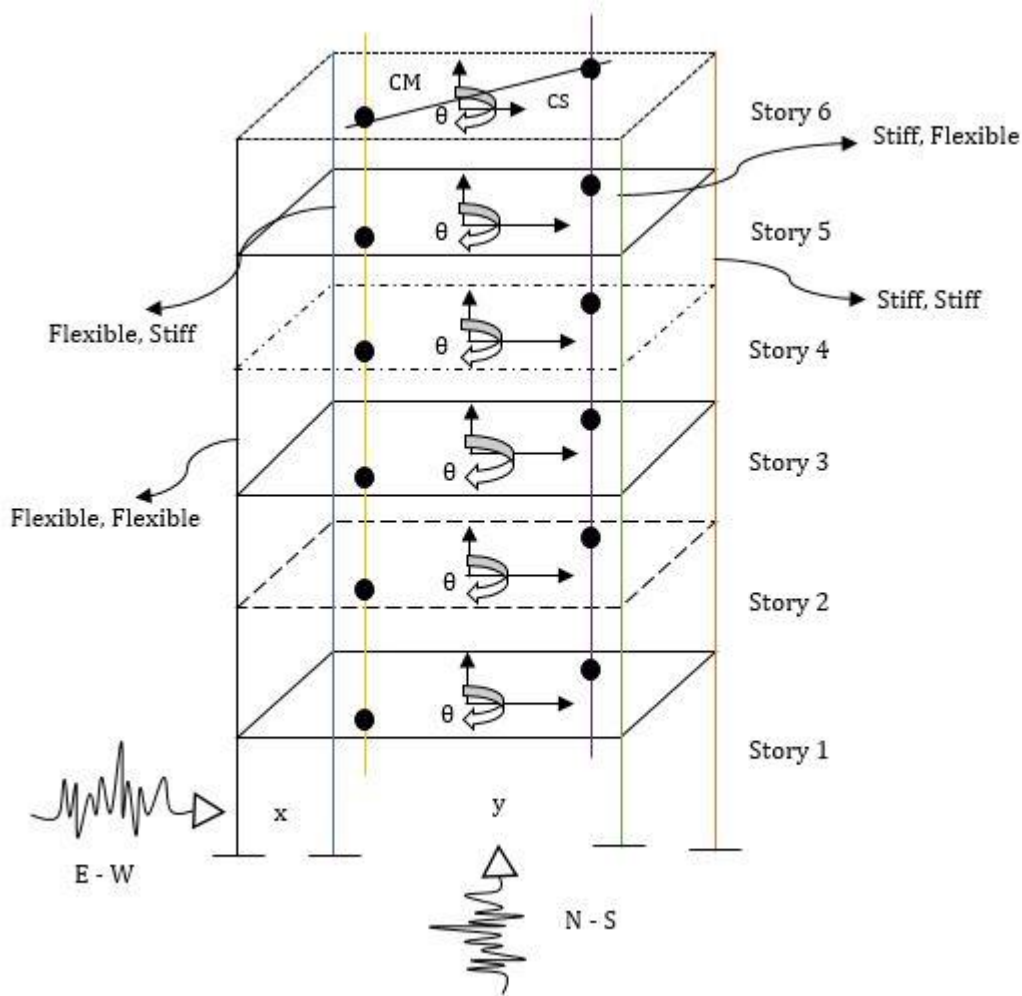 CM
CS
θ
Story 6
Stiff, Flexible
θ
Story 5
Flexible, Stiff
Stiff, Stiff
θ
Story 4
θ
Story 3
Flexible, Flexible
θ
Story 2
θ
Story 1
x
y
E - W
N - S